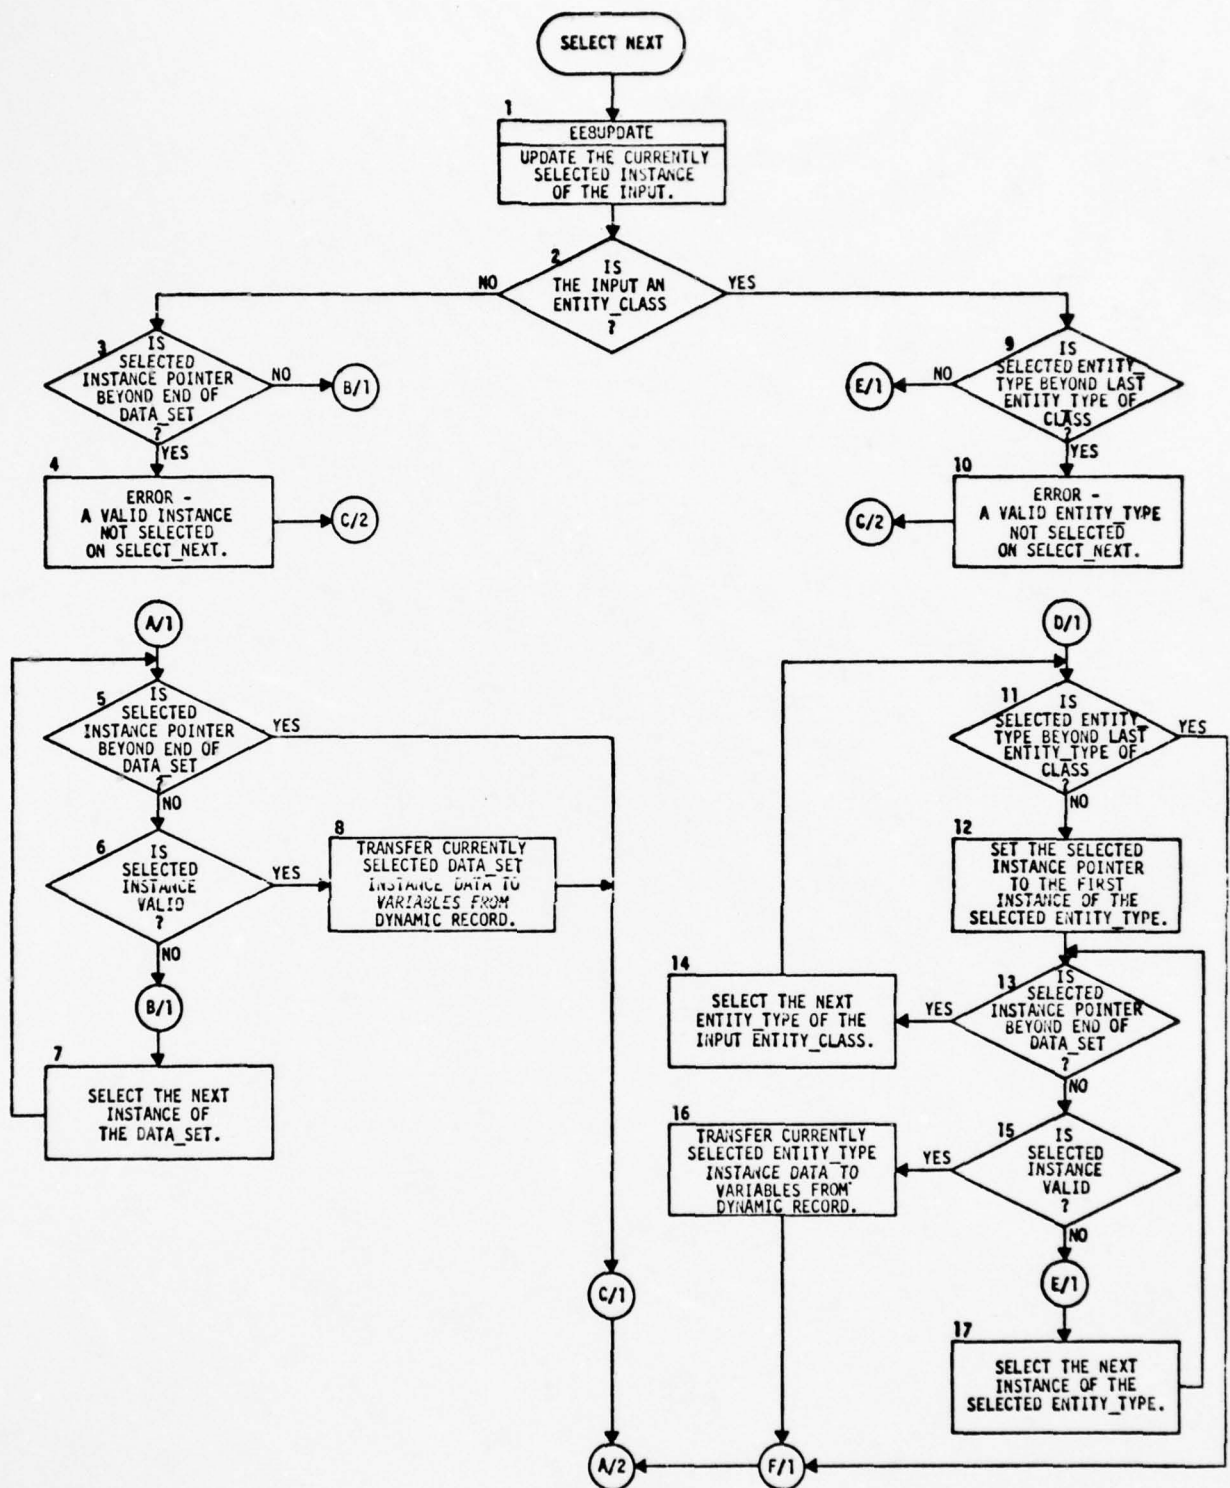 SELECT NEXT
1
EE8UPDATE
UPDATE THE CURRENTLY
SELECTED INSTANCE
OF THE INPUT.
2
IS
THE INPUT AN
ENTITY_CLASS
?
NO
YES
3
IS
SELECTED
INSTANCE POINTER
BEYOND END OF
DATA_SET
?
NO
B/1
YES
4
ERROR -
A VALID INSTANCE
NOT SELECTED
ON SELECT_NEXT.
C/2
9
IS
SELECTED ENTITY_
TYPE BEYOND LAST
ENTITY_TYPE OF
CLASS
?
NO
E/1
YES
10
ERROR -
A VALID ENTITY_TYPE
NOT SELECTED
ON SELECT_NEXT.
C/2
A/1
5
IS
SELECTED
INSTANCE POINTER
BEYOND END OF
DATA_SET
?
YES
NO
6
IS
SELECTED
INSTANCE
VALID
?
YES
8
TRANSFER CURRENTLY
SELECTED DATA_SET
INSTANCE DATA TO
VARIABLES FROM
DYNAMIC RECORD.
NO
B/1
7
SELECT THE NEXT
INSTANCE OF
THE DATA_SET.
C/1
D/1
11
IS
SELECTED ENTITY_
TYPE BEYOND LAST
ENTITY_TYPE OF
CLASS
?
YES
NO
12
SET THE SELECTED
INSTANCE POINTER
TO THE FIRST
INSTANCE OF THE
SELECTED ENTITY_TYPE.
13
IS
SELECTED
INSTANCE POINTER
BEYOND END OF
DATA_SET
?
YES
14
SELECT THE NEXT
ENTITY_TYPE OF THE
INPUT ENTITY_CLASS.
NO
15
IS
SELECTED
INSTANCE
VALID
?
YES
16
TRANSFER CURRENTLY
SELECTED ENTITY_TYPE
INSTANCE DATA TO
VARIABLES FROM
DYNAMIC RECORD.
NO
E/1
17
SELECT THE NEXT
INSTANCE OF THE
SELECTED ENTITY_TYPE.
A/2
F/1